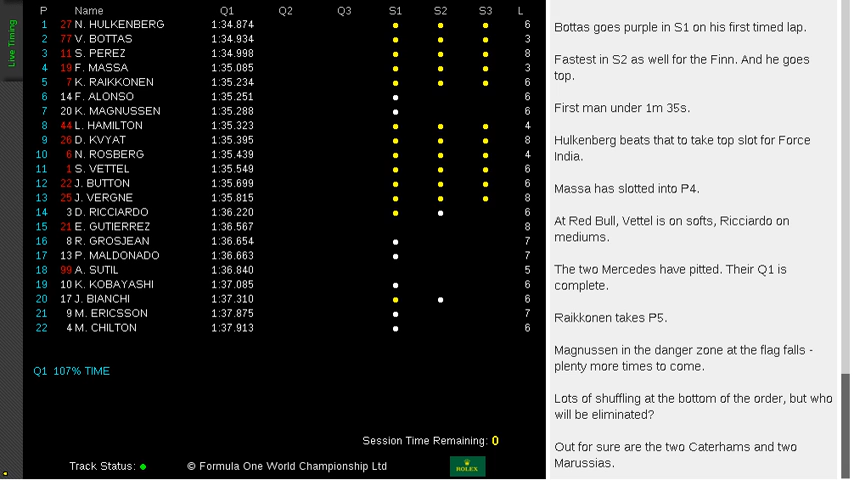 Live Timing
P Name Q1 Q2 Q3 S1 S2 S3 L
1 27 N. HULKENBERG 1:34.874 6
2 77 V. BOTTAS 1:34.934 3
3 11 S. PEREZ 1:34.998 8
4 19 F. MASSA 1:35.085 3
5 7 K. RAIKKONEN 1:35.234 6
6 14 F. ALONSO 1:35.251 6
7 20 K. MAGNUSSEN 1:35.288 6
8 44 L. HAMILTON 1:35.323 4
9 26 D. KVYAT 1:35.395 8
10 6 N. ROSBERG 1:35.439 4
11 1 S. VETTEL 1:35.549 6
12 22 J. BUTTON 1:35.699 6
13 25 J. VERGNE 1:35.815 8
14 3 D. RICCIARDO 1:36.220 6
15 21 E. GUTIERREZ 1:36.567 8
16 8 R. GROSJEAN 1:36.654 7
17 13 P. MALDONADO 1:36.663 7
18 99 A. SUTIL 1:36.840 5
19 10 K. KOBAYASHI 1:37.085 6
20 17 J. BIANCHI 1:37.310 6
21 9 M. ERICSSON 1:37.875 7
22 4 M. CHILTON 1:37.913 6
Q1 107% TIME
Session Time Remaining: 0
Track Status: © Formula One World Championship Ltd
ROLEX
Bottas goes purple in S1 on his first timed lap.
Fastest in S2 as well for the Finn. And he goes
top.
First man under 1m 35s.
Hulkenberg beats that to take top slot for Force
India.
Massa has slotted into P4.
At Red Bull, Vettel is on softs, Ricciardo on
mediums.
The two Mercedes have pitted. Their Q1 is
complete.
Raikkonen takes P5.
Magnussen in the danger zone at the flag falls -
plenty more times to come.
Lots of shuffling at the bottom of the order, but who
will be eliminated?
Out for sure are the two Caterhams and two
Marussias.